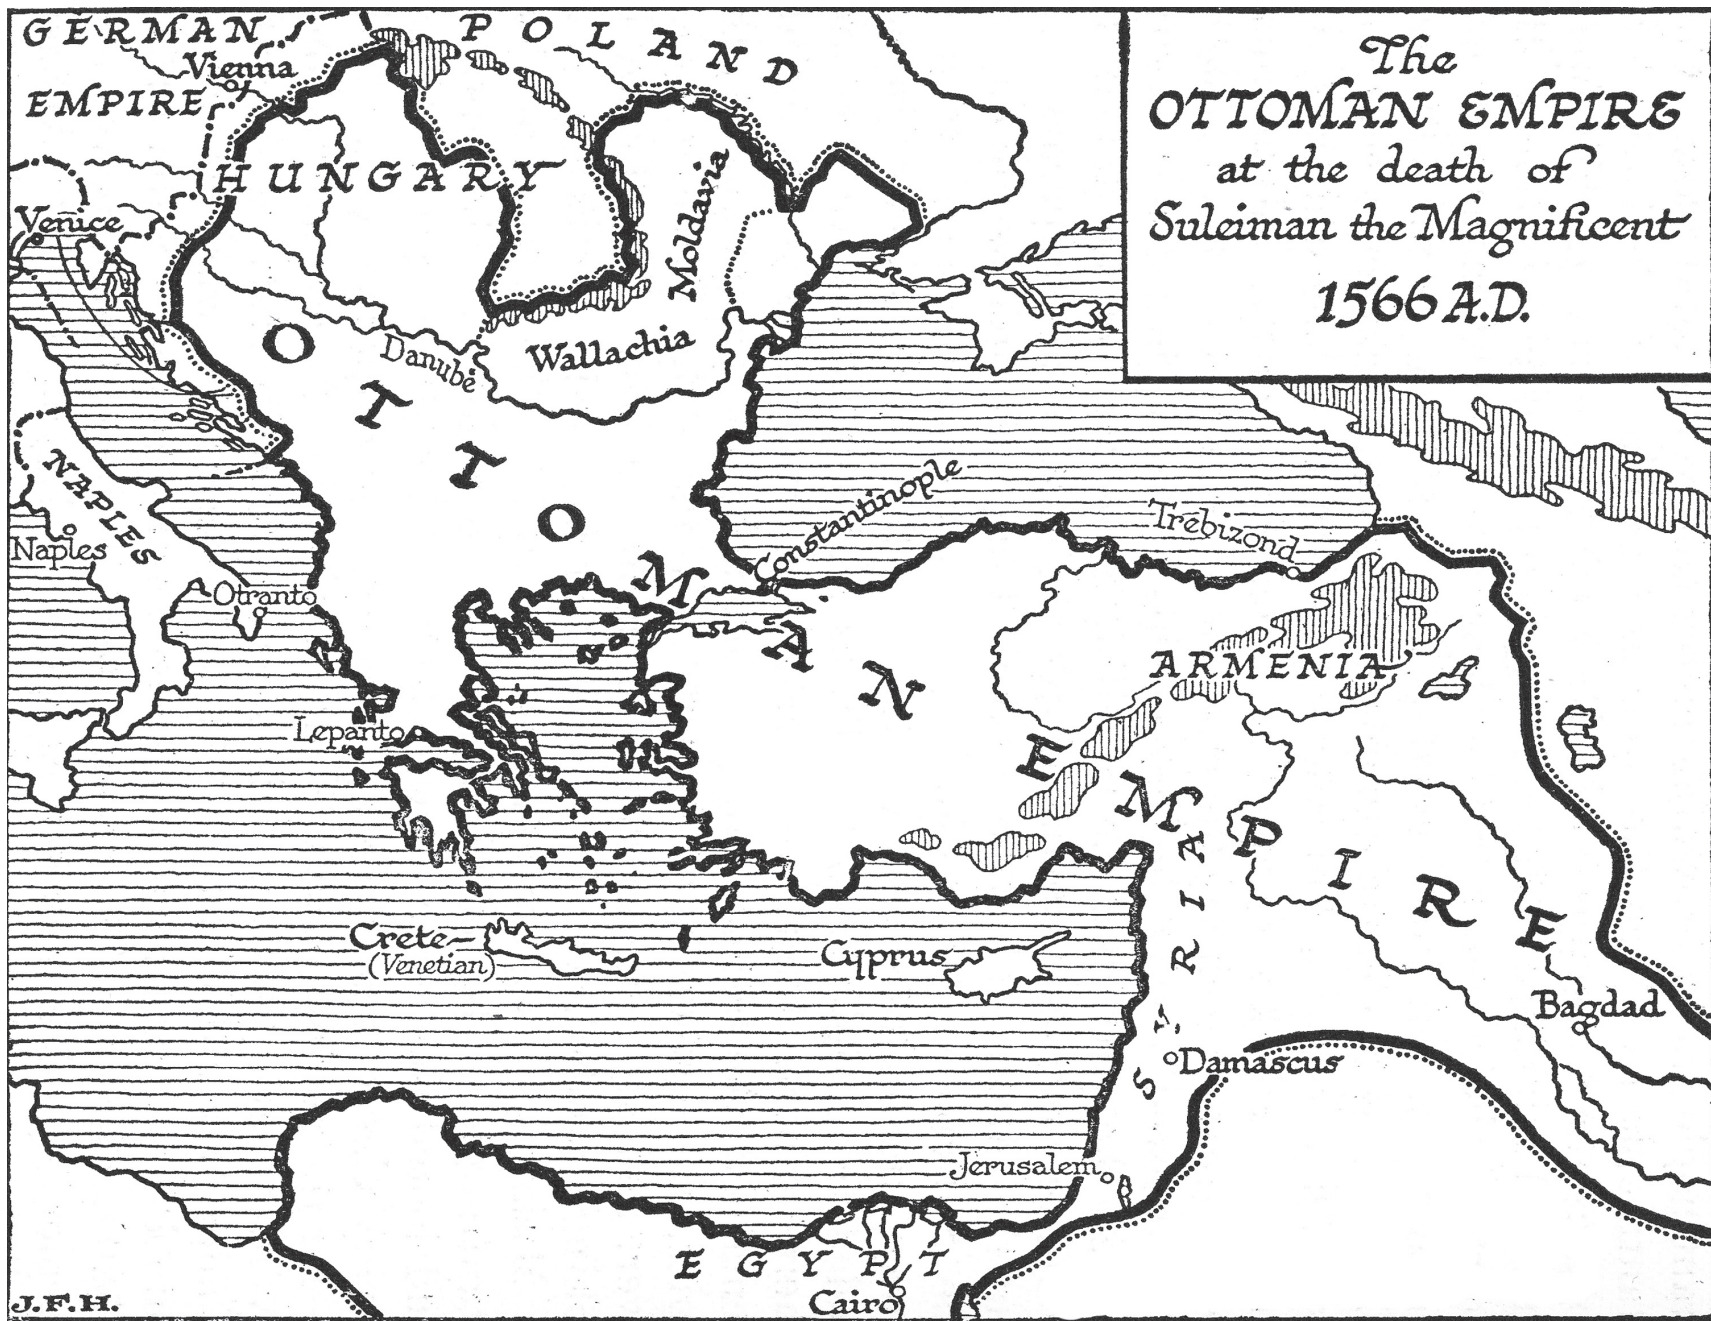 The
OTTOMAN EMPIRE
at the death of
Suleiman the Magnificent
1566 A.D.
GERMAN
EMPIRE
POLAND
Vienna
HUNGARY
Venice
Moldavia
Wallachia
Danube
OTTOMAN EMPIRE
NAPLES
Naples
Otranto
Constantinople
Trebizond
ARMENIA
Lepanto
SYRIA
Crete
(Venetian)
Cyprus
Bagdad
Damascus
Jerusalem
EGYPT
Cairo
J.F.H.